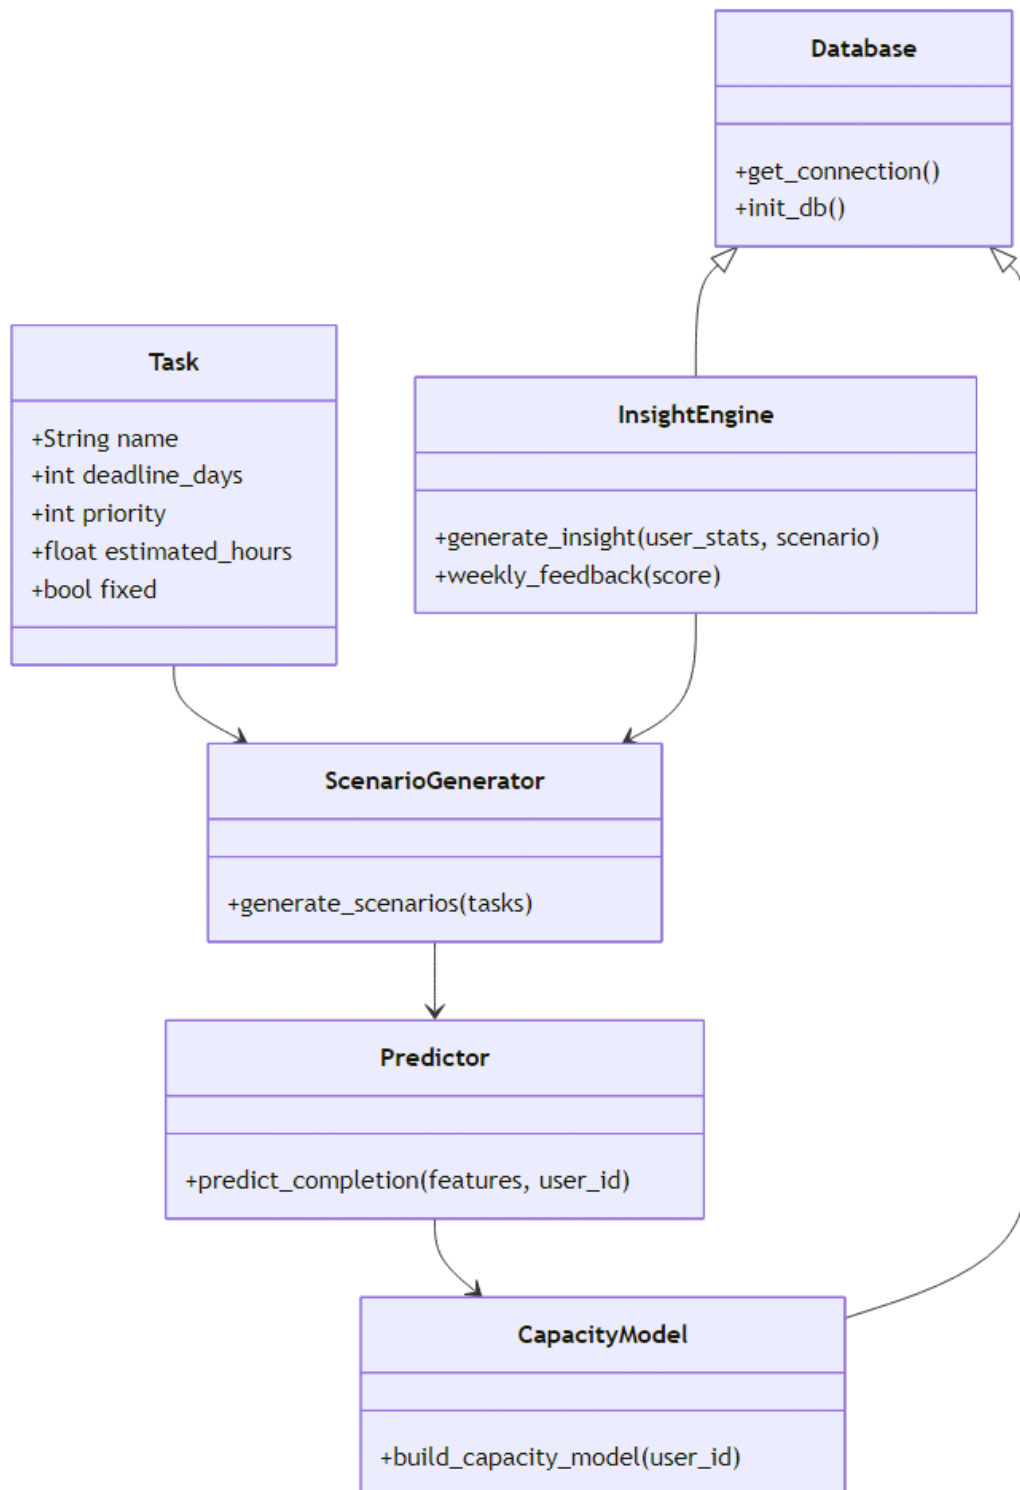 Database
+get_connection()
+init_db()
Task
+String name
+int deadline_days
+int priority
+float estimated_hours
+bool fixed
InsightEngine
+generate_insight(user_stats, scenario)
+weekly_feedback(score)
ScenarioGenerator
+generate_scenarios(tasks)
Predictor
+predict_completion(features, user_id)
CapacityModel
+build_capacity_model(user_id)